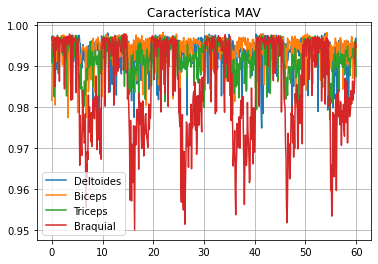 Característica MAV
1.00
0.99
0.98
0.97
0.96
0.95
Deltoides
Biceps
Triceps
Braquial
0 10 20 30 40 50 60